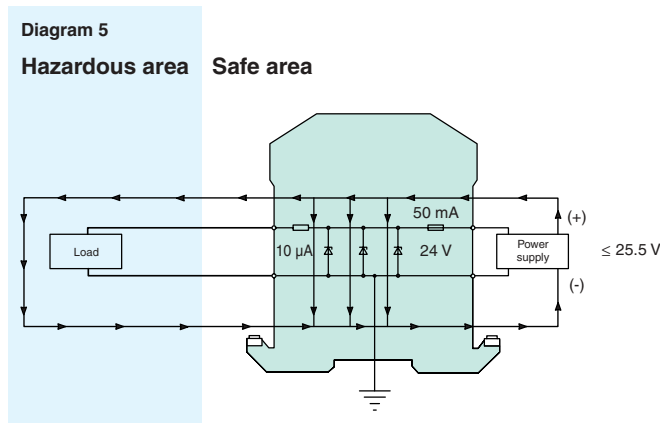 Diagram 5
Hazardous area Safe area
50 mA
(+)
Load
10 µA
24 V
Power
supply
≤ 25.5 V
(-)